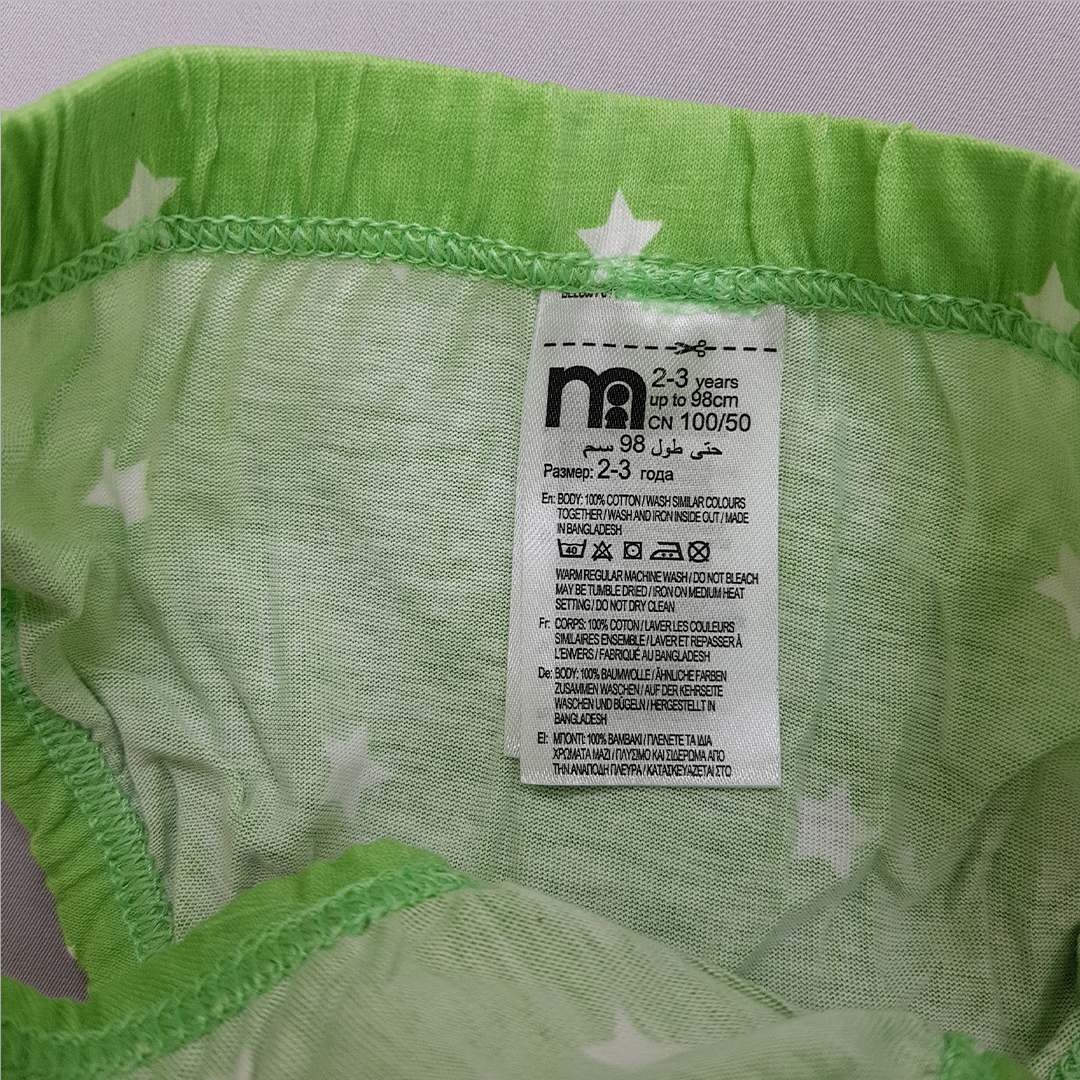 2-3 years
up to 98cm
CN 100/50
حتى طول 98 سم
Размер: 2-3 года
En: BODY: 100% COTTON / WASH SIMILAR COLOURS
TOGETHER / WASH AND IRON INSIDE OUT / MADE
IN BANGLADESH
40
WARM REGULAR MACHINE WASH / DO NOT BLEACH
MAY BE TUMBLE DRIED / IRON ON MEDIUM HEAT
SETTING / DO NOT DRY CLEAN
Fr: CORPS: 100% COTON / LAVER LES COULEURS
SIMILAIRES ENSEMBLE / LAVER ET REPASSER À
L'ENVERS / FABRIQUÉ AU BANGLADESH
De: BODY: 100% BAUMWOLLE / ÄHNLICHE FARBEN
ZUSAMMEN WASCHEN / AUF DER KEHRSEITE
WASCHEN UND BÜGELN / HERGESTELLT IN
BANGLADESH
El: ΜΠΟΝΤΙ: 100% ΒΑΜΒΑΚΙ / ΠΛΕΝΕΤΕ ΤΑ ΙΔΙΑ
ΧΡΩΜΑΤΑ ΜΑΖΙ / ΠΛΥΣΙΜΟ ΚΑΙ ΣΙΔΕΡΩΜΑ ΑΠΟ
ΤΗΝ ΑΝΑΠΟΔΗ ΠΛΕΥΡΑ / ΚΑΤΑΣΚΕΥΑΖΕΤΑΙ ΣΤΟ